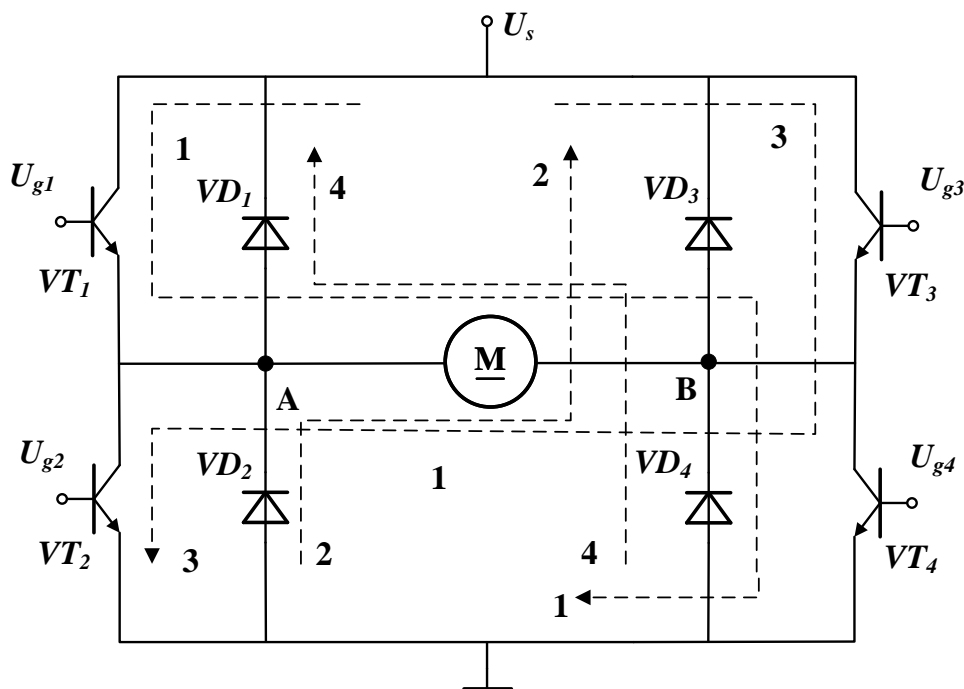 U_s
1
3
4
2
U_g1
VD_1
VD_3
U_g3
VT_1
VT_3
M
A
B
U_g2
VD_2
1
VD_4
U_g4
VT_2
3
2
4
VT_4
1